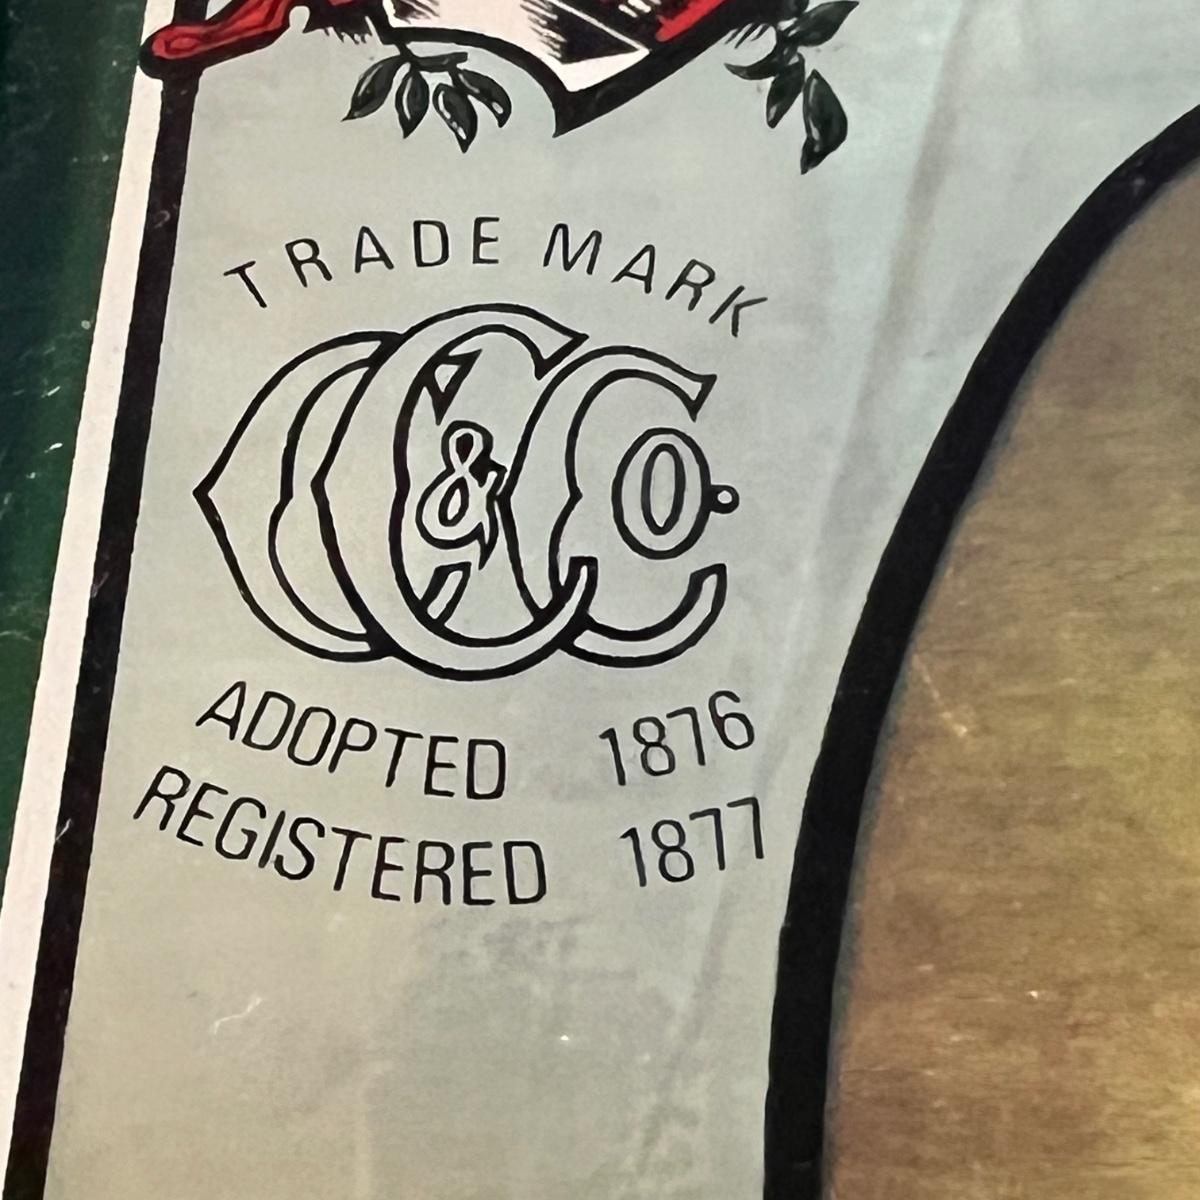 TRADE MARK
CC&Co.
ADOPTED 1876
REGISTERED 1877